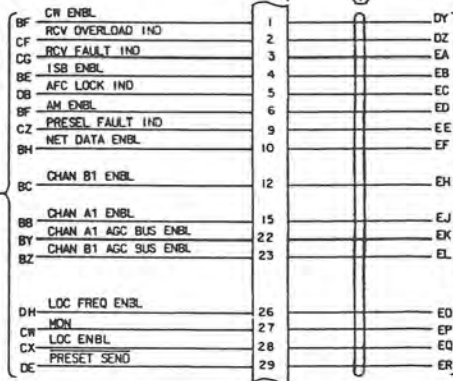 BF CW ENBL 1 DY
CF RCV OVERLOAD IND 2 DZ
CG RCV FAULT IND 3 EA
BE ISB ENBL 4 EB
DB AFC LOCK IND 5 EC
BF AM ENBL 6 ED
CZ PRESEL FAULT IND 9 EE
BH NET DATA ENBL 10 EF
BC CHAN B1 ENBL 12 EH
BB CHAN A1 ENBL 15 EJ
BY CHAN A1 AGC BUS ENBL 22 EK
BZ CHAN B1 AGC BUS ENBL 23 EL
DH LOC FREQ ENBL 26 EO
CW MON 27 EP
CX LOC ENBL 28 EQ
DE PRESET SEND 29 ER